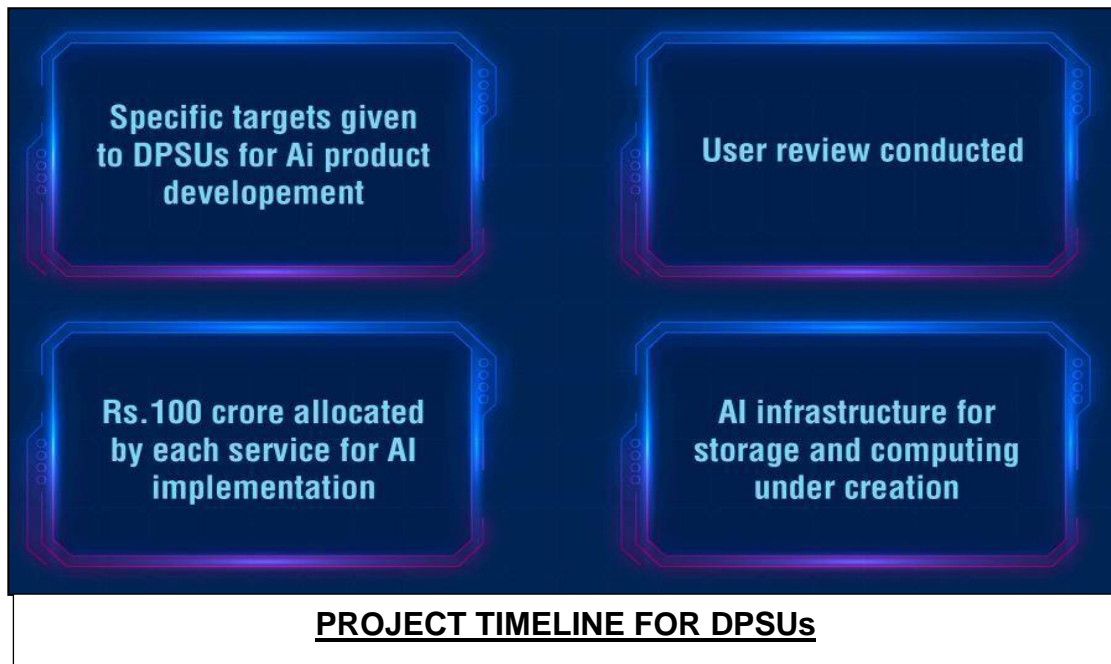 Specific targets given
to DPSUs for Ai product
developement
User review conducted
Rs.100 crore allocated
by each service for AI
implementation
AI infrastructure for
storage and computing
under creation
PROJECT TIMELINE FOR DPSUs